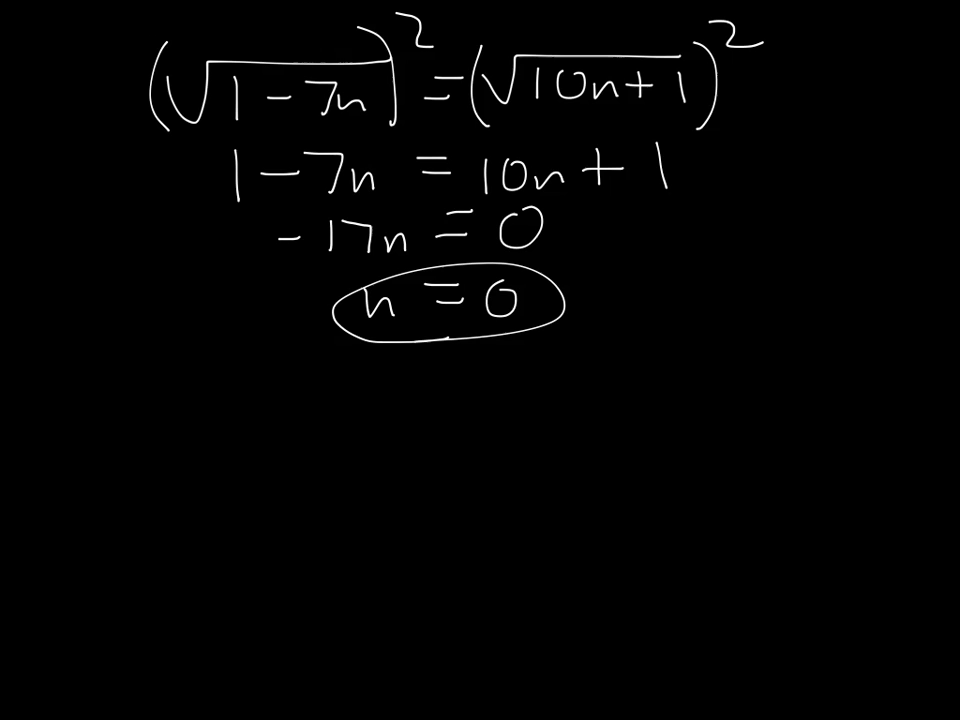 (√1 - 7n)² = (√10n + 1)²
1 - 7n = 10n + 1
- 17n = 0
n = 0